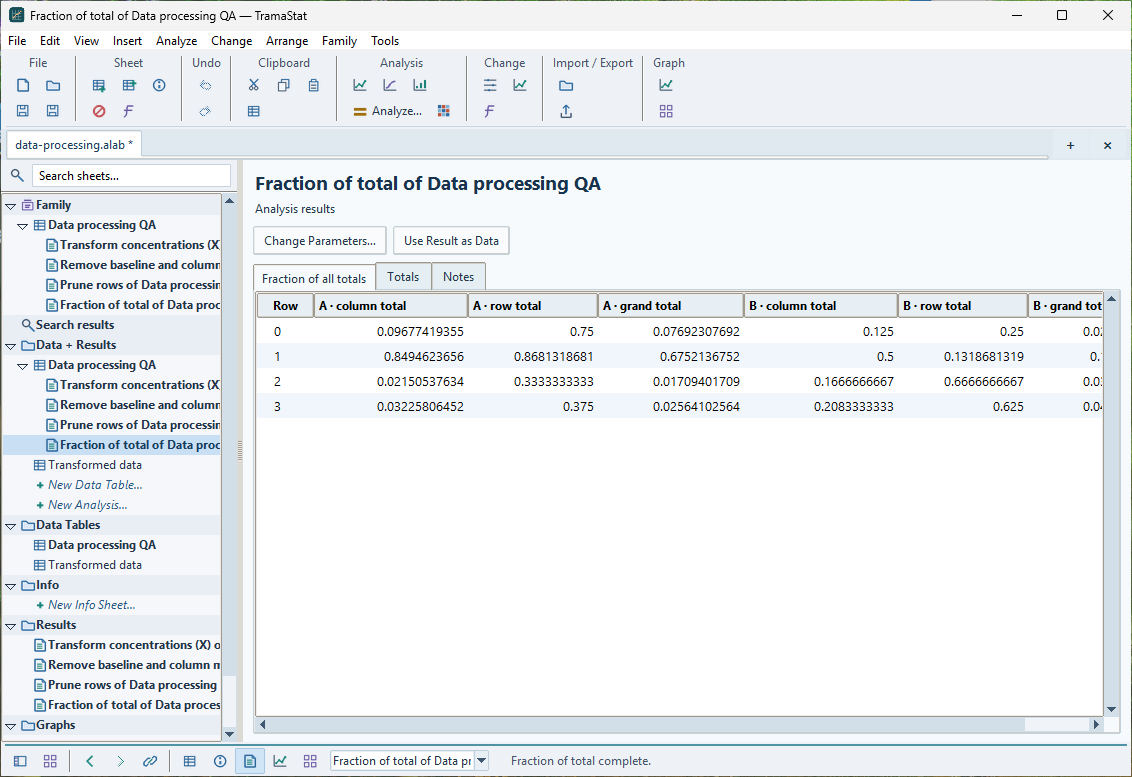 Fraction of total of Data processing QA — TramaStat
File Edit View Insert Analyze Change Arrange Family Tools
File Sheet Undo Clipboard Analysis Change Import / Export Graph
Analyze...
data-processing.alab *
Search sheets...
Family
Data processing QA
Transform concentrations (X
Remove baseline and column
Prune rows of Data processin
Fraction of total of Data proc
Search results
Data + Results
Data processing QA
Transform concentrations (X
Remove baseline and column
Prune rows of Data processin
Fraction of total of Data proc
Transformed data
New Data Table...
New Analysis...
Data Tables
Data processing QA
Transformed data
Info
New Info Sheet...
Results
Transform concentrations (X) o
Remove baseline and column m
Prune rows of Data processing
Fraction of total of Data proces
Graphs
Fraction of total of Data processing QA
Analysis results
Change Parameters... Use Result as Data
Fraction of all totals Totals Notes
Row A · column total A · row total A · grand total B · column total B · row total B · grand tot
0 0.09677419355 0.75 0.07692307692 0.125 0.25 0.0
1 0.8494623656 0.8681318681 0.6752136752 0.5 0.1318681319 0.
2 0.02150537634 0.3333333333 0.01709401709 0.1666666667 0.6666666667 0.0
3 0.03225806452 0.375 0.02564102564 0.2083333333 0.625 0.04
Fraction of total of Data pr Fraction of total complete.